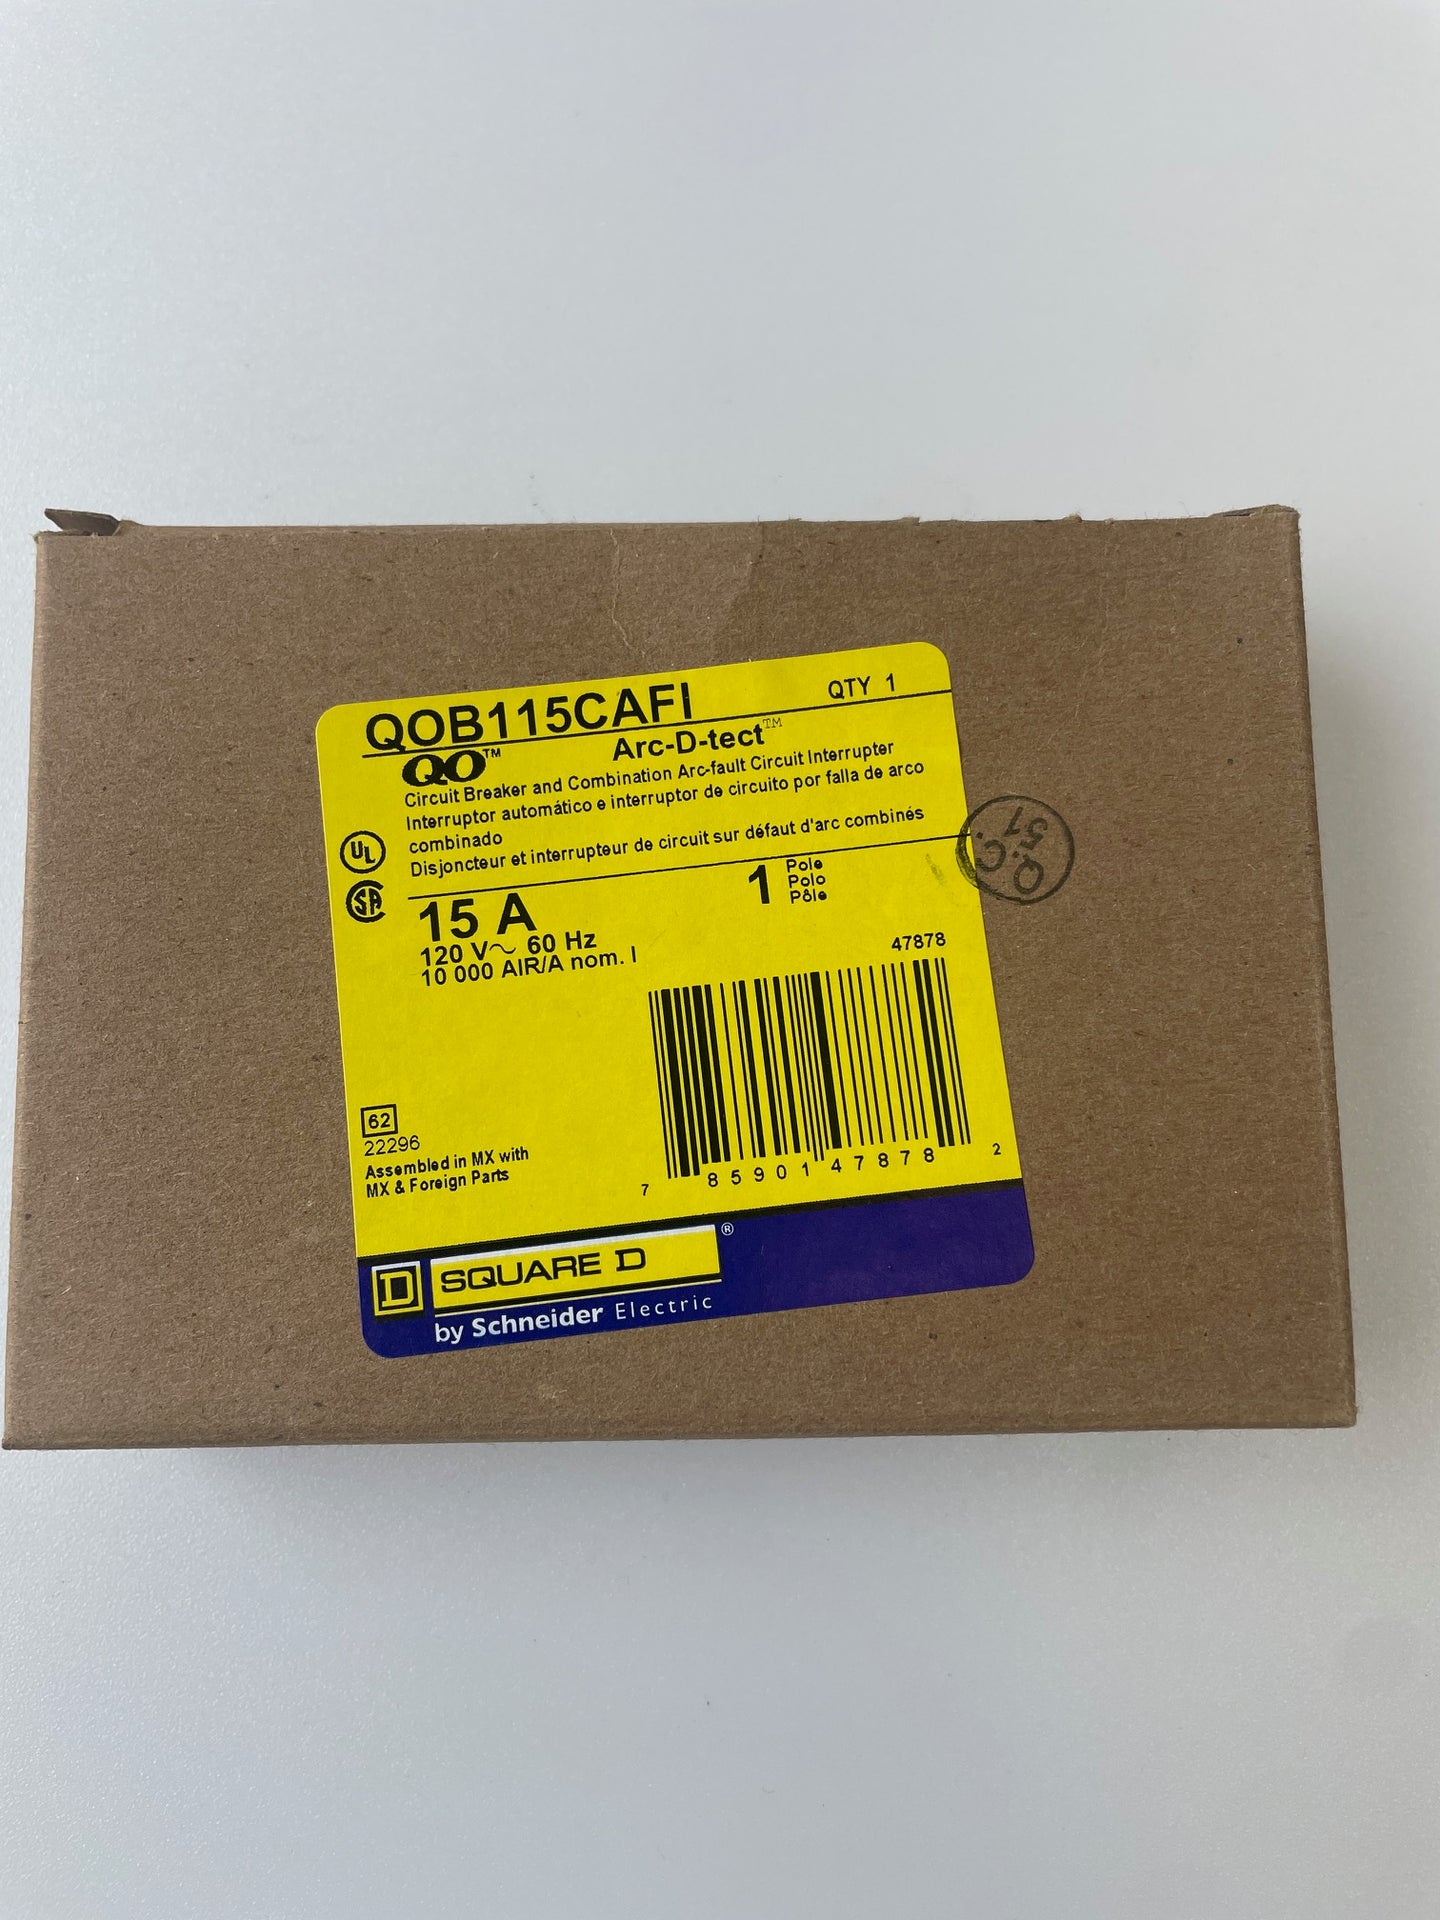 QOB115CAFI QTY 1
QO™ Arc-D-tect™
Circuit Breaker and Combination Arc-fault Circuit Interrupter
Interruptor automático e interruptor de circuito por falla de arco
combinado
Disjoncteur et interrupteur de circuit sur défaut d'arc combinés
UL
SA
15 A
120 V~ 60 Hz
10 000 AIR/A nom. I
1
Pole
Polo
Pôle
Q.C.
51
47878
7 85901 47878 2
62
22296
Assembled in MX with
MX & Foreign Parts
D SQUARE D®
by Schneider Electric